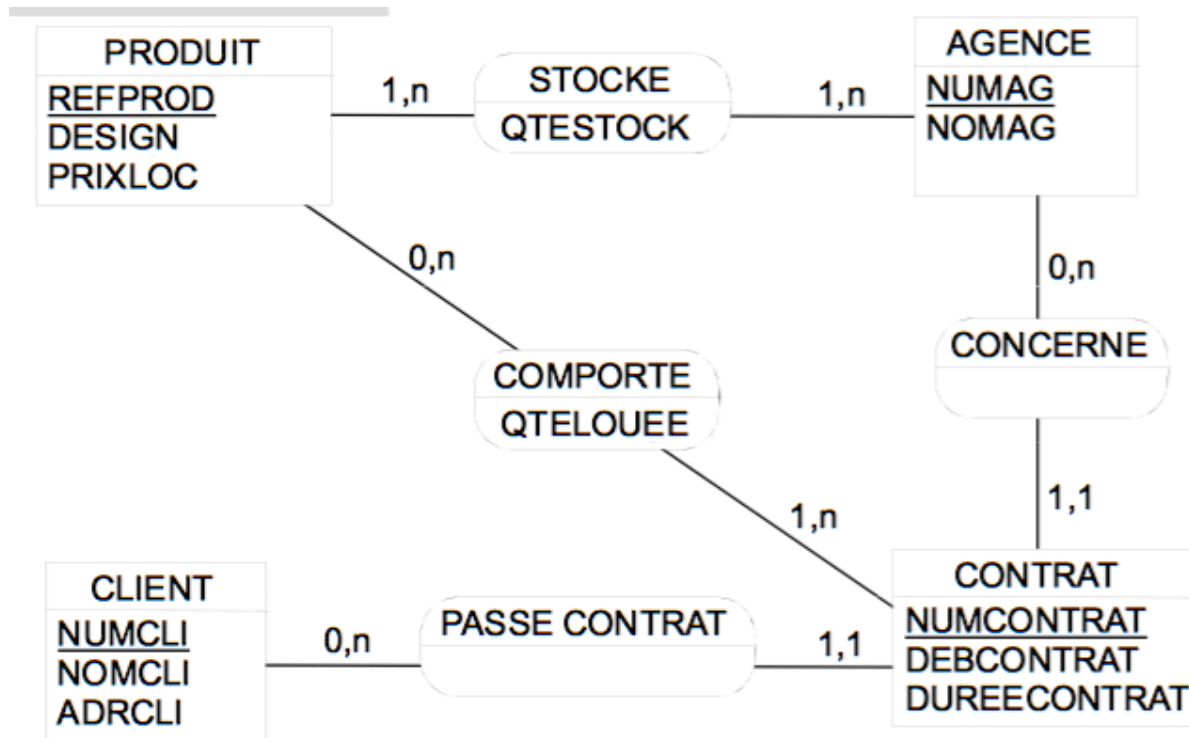 PRODUIT
REFPROD
DESIGN
PRIXLOC
1,n
STOCKE
QTESTOCK
1,n
AGENCE
NUMAG
NOMAG
0,n
0,n
COMPORTE
QTELOUEE
CONCERNE
1,n
1,1
CLIENT
NUMCLI
NOMCLI
ADRCLI
0,n
PASSE CONTRAT
1,1
CONTRAT
NUMCONTRAT
DEBCONTRAT
DUREECONTRAT